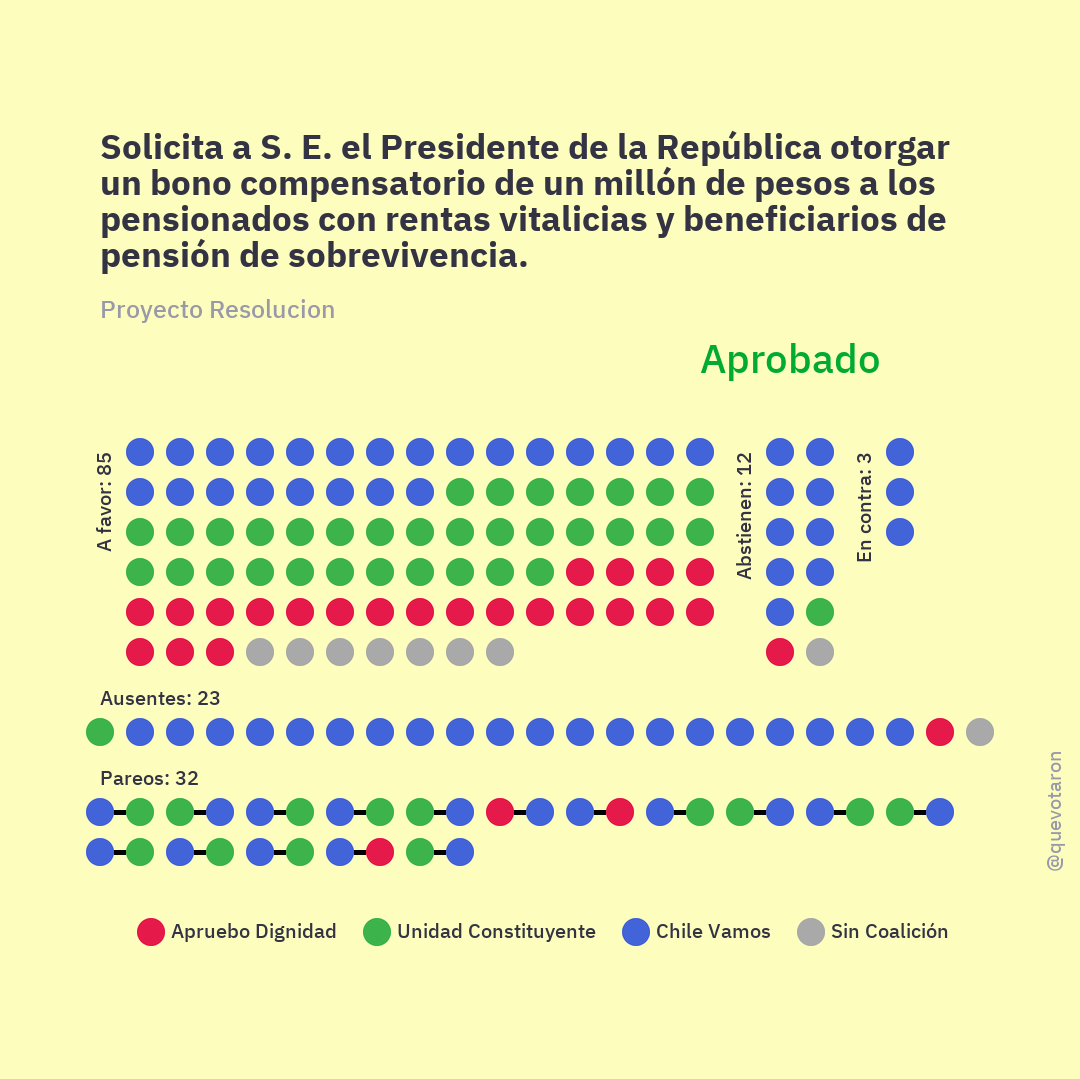 Solicita a S. E. el Presidente de la República otorgar
un bono compensatorio de un millón de pesos a los
pensionados con rentas vitalicias y beneficiarios de
pensión de sobrevivencia.
Proyecto Resolucion
Aprobado
A favor: 85
Abstienen: 12
En contra: 3
Ausentes: 23
Pareos: 32
@quevotaron
Apruebo Dignidad
Unidad Constituyente
Chile Vamos
Sin Coalición